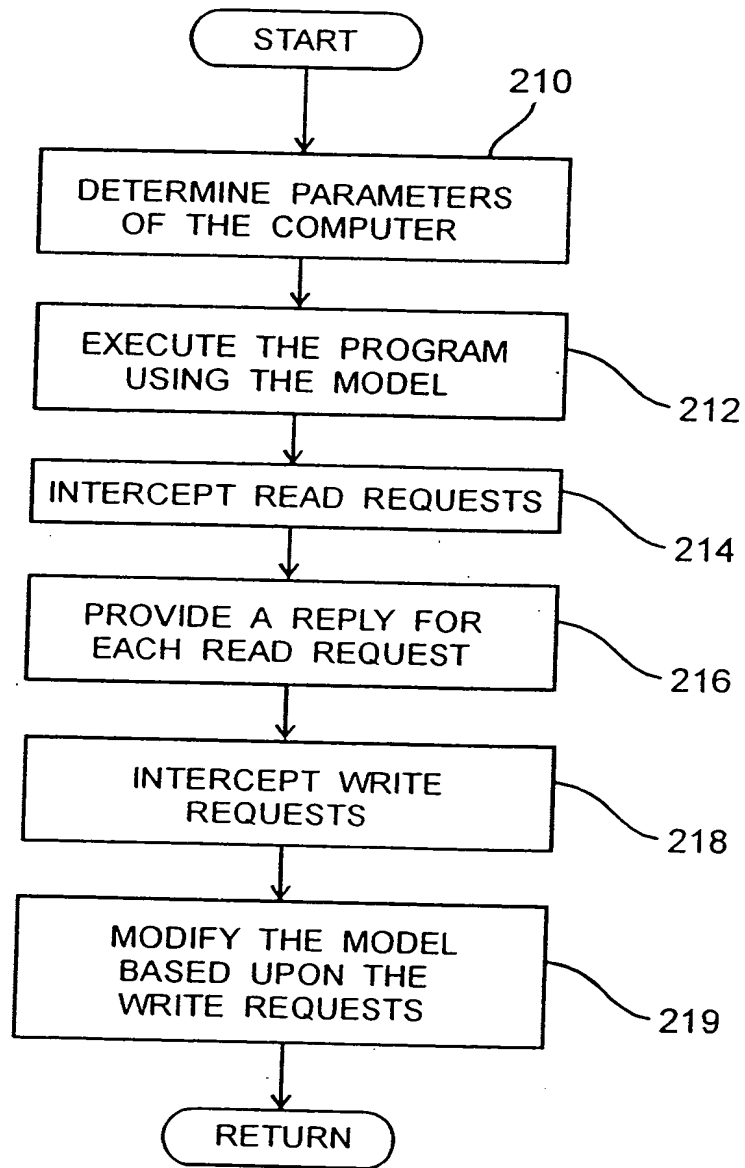 START
210
DETERMINE PARAMETERS
OF THE COMPUTER
EXECUTE THE PROGRAM
USING THE MODEL
212
INTERCEPT READ REQUESTS
214
PROVIDE A REPLY FOR
EACH READ REQUEST
216
INTERCEPT WRITE
REQUESTS
218
MODIFY THE MODEL
BASED UPON THE
WRITE REQUESTS
219
RETURN